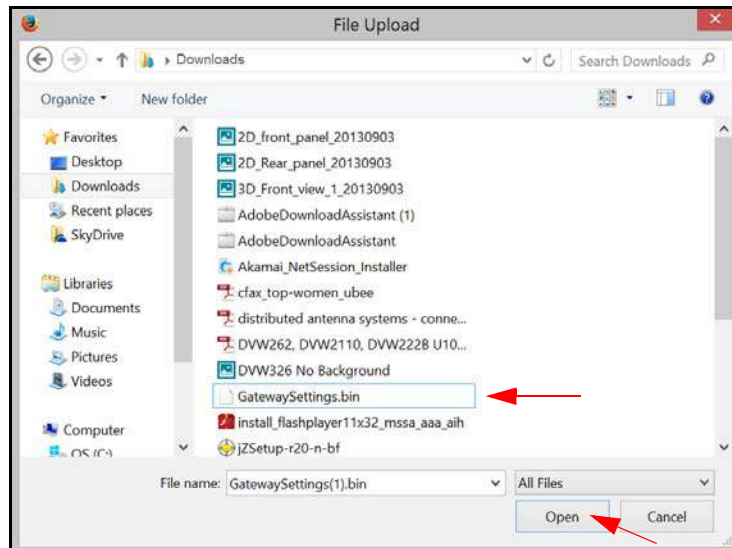 File Upload
Downloads
Search Downloads
Organize
New folder
Favorites
Desktop
Downloads
Recent places
SkyDrive
Libraries
Documents
Music
Pictures
Videos
Computer
OS (C:)
2D_front_panel_20130903
2D_Rear_panel_20130903
3D_Front_view_1_20130903
AdobeDownloadAssistant (1)
AdobeDownloadAssistant
Akamai_NetSession_Installer
cfax_top-women_ubee
distributed antenna systems - conne...
DVW262, DVW2110, DVW222B U10...
DVW326 No Background
GatewaySettings.bin
install_flashplayer11x32_mssa_aaa_aih
jZSetup-r20-n-bf
File name: GatewaySettings(1).bin
All Files
Open
Cancel